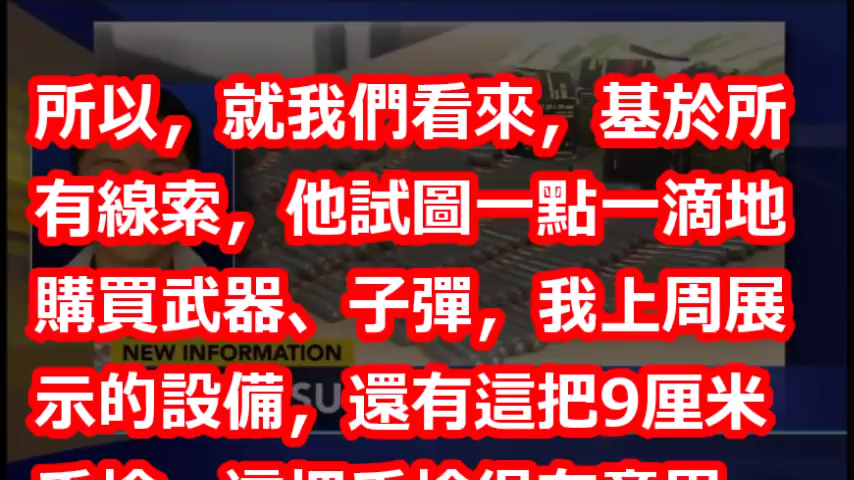 所以，就我們看來，基於所
有線索，他試圖一點一滴地
購買武器、子彈，我上周展
NEW INFORMATION
示的設備，還有這把9厘米
SU